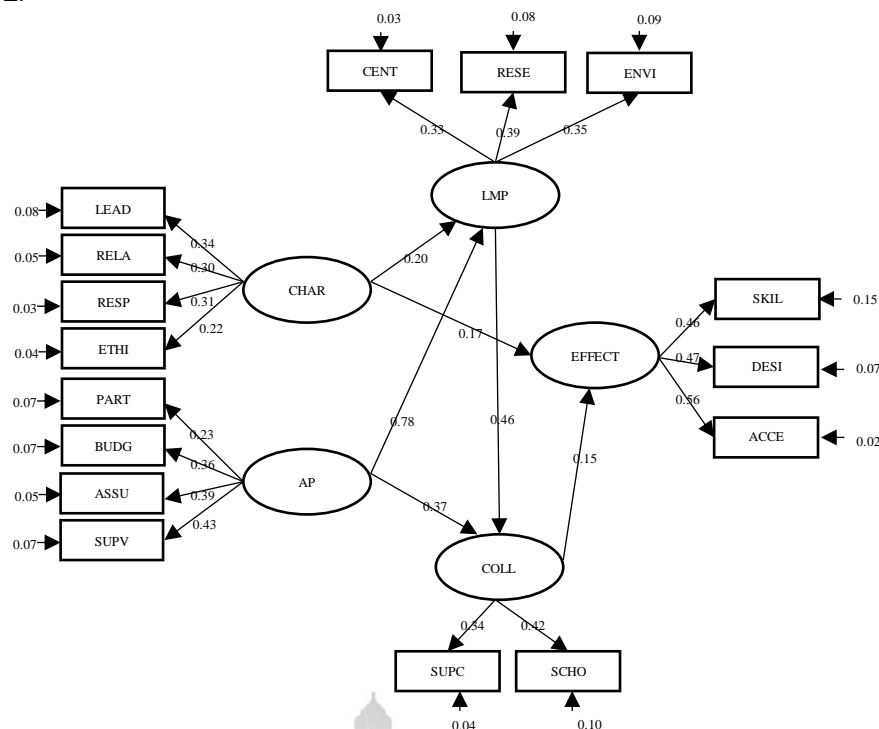 2.
0.03
0.08
0.09
CENT
RESE
ENVI
0.33
0.39
0.35
LMP
0.08
LEAD
0.34
0.05
RELA
0.30
0.20
CHAR
0.03
RESP
0.31
0.22
0.04
ETHI
0.17
EFFECT
SKIL
0.15
0.46
0.47
DESI
0.07
0.56
ACCE
0.02
0.07
PART
0.23
0.07
BUDG
0.36
0.78
0.46
0.15
AP
0.05
ASSU
0.39
0.37
0.43
0.07
SUPV
COLL
0.34
0.42
SUPC
SCHO
0.04
0.10